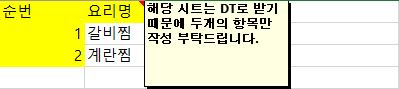 순번 요리명
1 갈비찜
2 계란찜
해당 시트는 DT로 받기
때문에 두개의 항목만
작성 부탁드립니다.